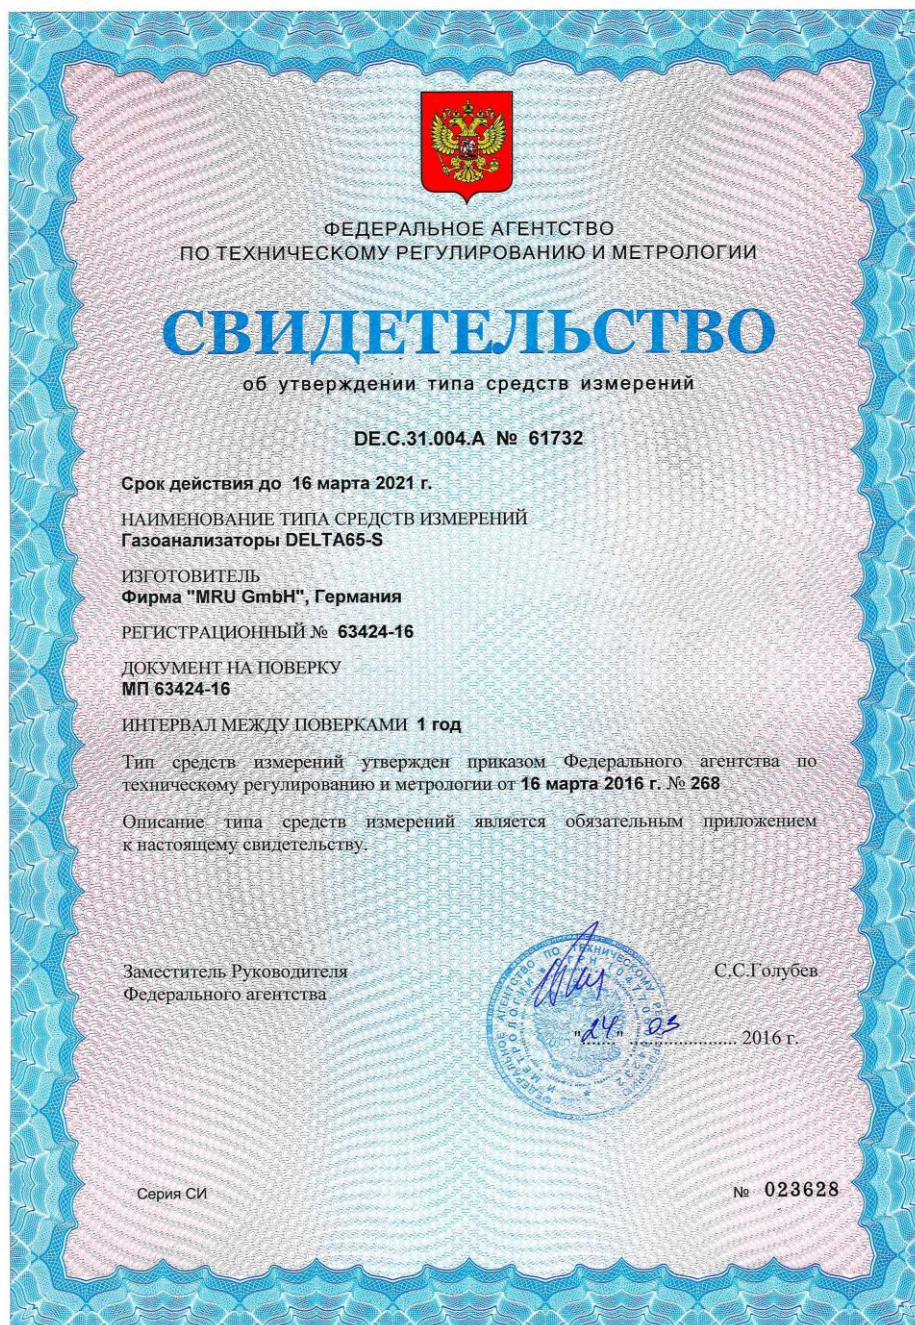 ФЕДЕРАЛЬНОЕ АГЕНТСТВО
ПО ТЕХНИЧЕСКОМУ РЕГУЛИРОВАНИЮ И МЕТРОЛОГИИ
СВИДЕТЕЛЬСТВО
об утверждении типа средств измерений
DE.C.31.004.A № 61732
Срок действия до 16 марта 2021 г.
НАИМЕНОВАНИЕ ТИПА СРЕДСТВ ИЗМЕРЕНИЙ
Газоанализаторы DELTA65-S
ИЗГОТОВИТЕЛЬ
Фирма "MRU GmbH", Германия
РЕГИСТРАЦИОННЫЙ № 63424-16
ДОКУМЕНТ НА ПОВЕРКУ
МП 63424-16
ИНТЕРВАЛ МЕЖДУ ПОВЕРКАМИ 1 год
Тип средств измерений утвержден приказом Федерального агентства по
техническому регулированию и метрологии от 16 марта 2016 г. № 268
Описание типа средств измерений является обязательным приложением
к настоящему свидетельству.
Заместитель Руководителя
Федерального агентства
С.С.Голубев
"24" 03 2016 г.
Серия СИ
№ 023628